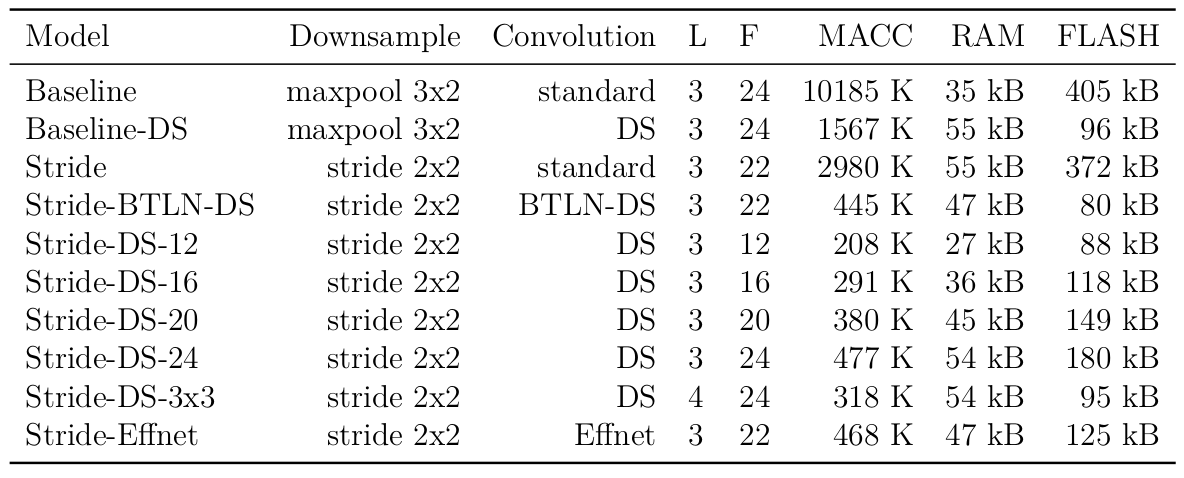 Model Downsample Convolution L F MACC RAM FLASH
Baseline maxpool 3x2 standard 3 24 10185 K 35 kB 405 kB
Baseline-DS maxpool 3x2 DS 3 24 1567 K 55 kB 96 kB
Stride stride 2x2 standard 3 22 2980 K 55 kB 372 kB
Stride-BTLN-DS stride 2x2 BTLN-DS 3 22 445 K 47 kB 80 kB
Stride-DS-12 stride 2x2 DS 3 12 208 K 27 kB 88 kB
Stride-DS-16 stride 2x2 DS 3 16 291 K 36 kB 118 kB
Stride-DS-20 stride 2x2 DS 3 20 380 K 45 kB 149 kB
Stride-DS-24 stride 2x2 DS 3 24 477 K 54 kB 180 kB
Stride-DS-3x3 stride 2x2 DS 4 24 318 K 54 kB 95 kB
Stride-Effnet stride 2x2 Effnet 3 22 468 K 47 kB 125 kB